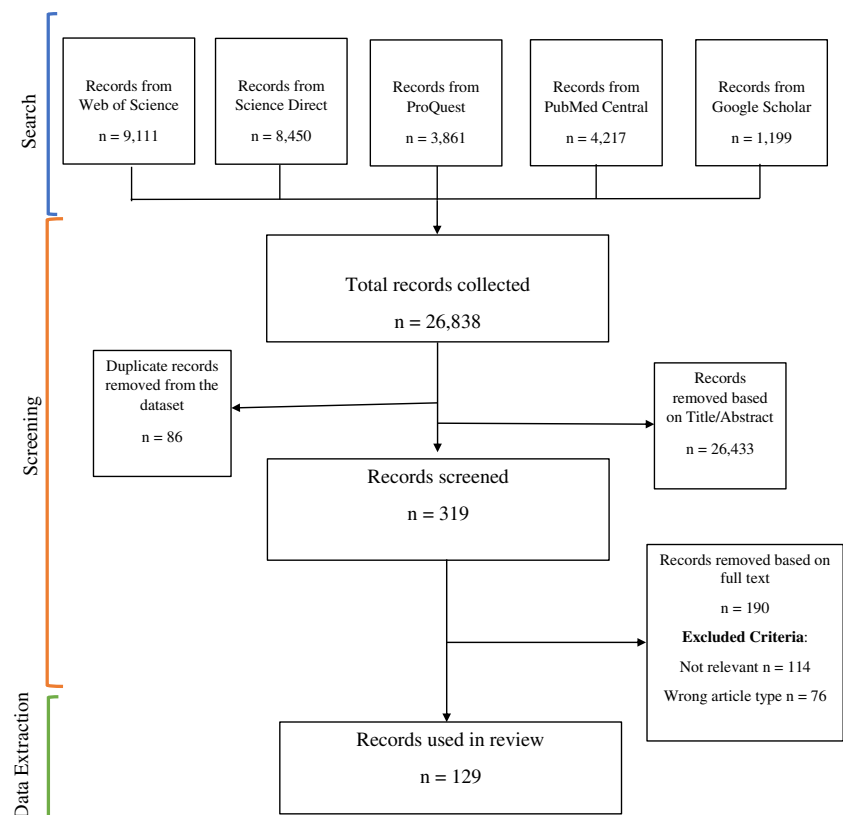 Search
Records from
Web of Science
n = 9,111
Records from
Science Direct
n = 8,450
Records from
ProQuest
n = 3,861
Records from
PubMed Central
n = 4,217
Records from
Google Scholar
n = 1,199
Screening
Total records collected
n = 26,838
Duplicate records
removed from the
dataset
n = 86
Records
removed based
on Title/Abstract
n = 26,433
Records screened
n = 319
Records removed based on
full text
n = 190
Excluded Criteria:
Not relevant n = 114
Wrong article type n = 76
Data Extraction
Records used in review
n = 129